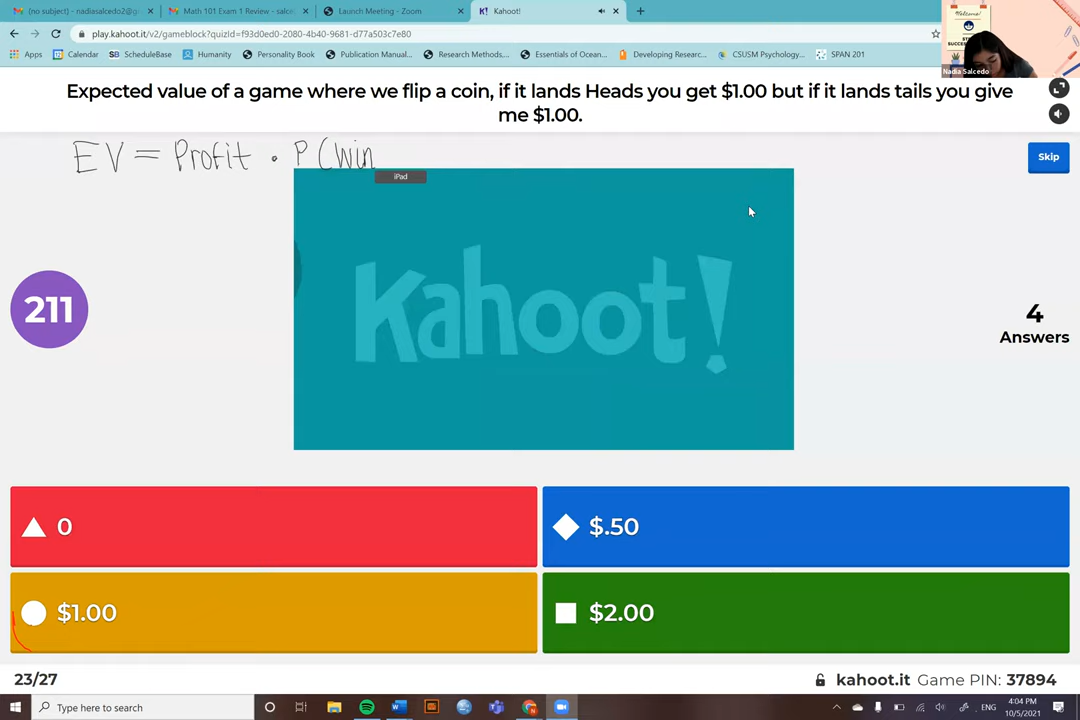 (no subject) - nadiasalcedo2@g
Math 101 Exam 1 Review - salce
Launch Meeting - Zoom
Kahoot!
play.kahoot.it/v2/gameblock?quizId=f93d0ed0-2080-4b40-9681-d77a503c7e80
Apps Calendar ScheduleBase Humanity Personality Book Publication Manual... Research Methods,... Essentials of Ocean... Developing Researc... CSUSM Psychology... SPAN 201
Nadia Salcedo
Expected value of a game where we flip a coin, if it lands Heads you get $1.00 but if it lands tails you give
me $1.00.
EV = Profit · P(Win
Skip
iPad
Kahoot!
211
4
Answers
0
$.50
$1.00
$2.00
23/27
kahoot.it Game PIN: 37894
Type here to search
ENG
4:04 PM
10/5/2021